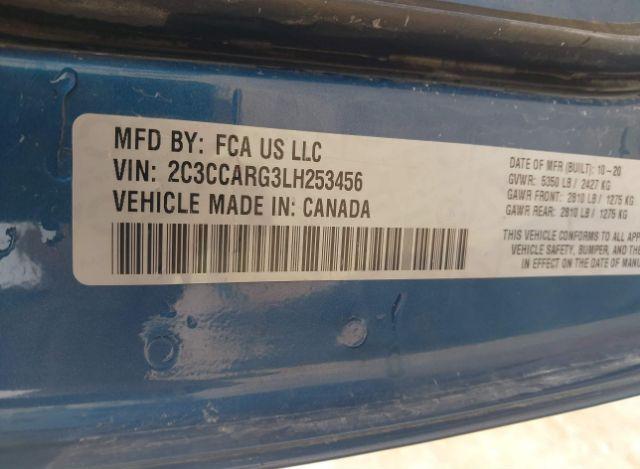 MFD BY: FCA US LLC
VIN: 2C3CCARG3LH253456
VEHICLE MADE IN: CANADA
DATE OF MFR (BUILT): 10-20
GVWR: 5350 LB / 2427 KG
GAWR FRONT: 2810 LB / 1275 KG
GAWR REAR: 2810 LB / 1275 KG
THIS VEHICLE CONFORMS TO ALL APP
VEHICLE SAFETY, BUMPER, AND THE
IN EFFECT ON THE DATE OF MANU